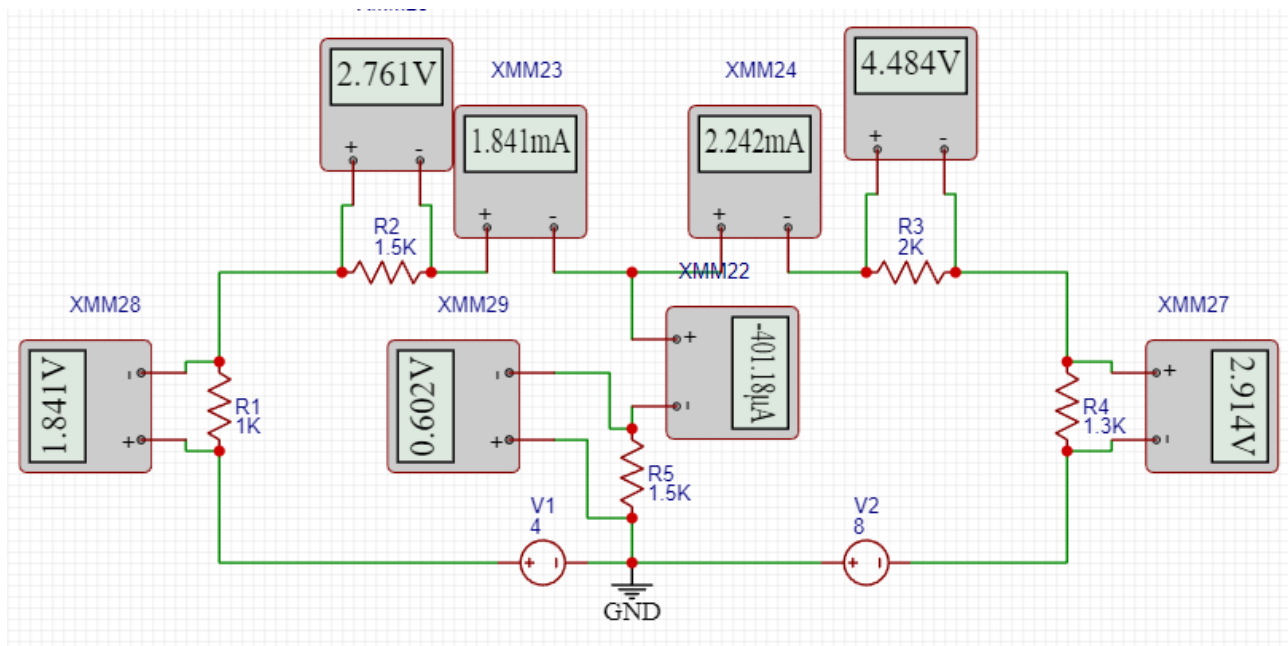 2.761V
XMM23
1.841mA
XMM24
2.242mA
4.484V
+ -
+ -
+ -
+ -
R2
1.5K
R3
2K
XMM22
XMM28
1.841V
- +
R1
1K
XMM29
0.602V
- +
-401.18µA
+ -
R5
1.5K
XMM27
2.914V
+ -
R4
1.3K
V1
4
+ -
V2
8
+ -
GND